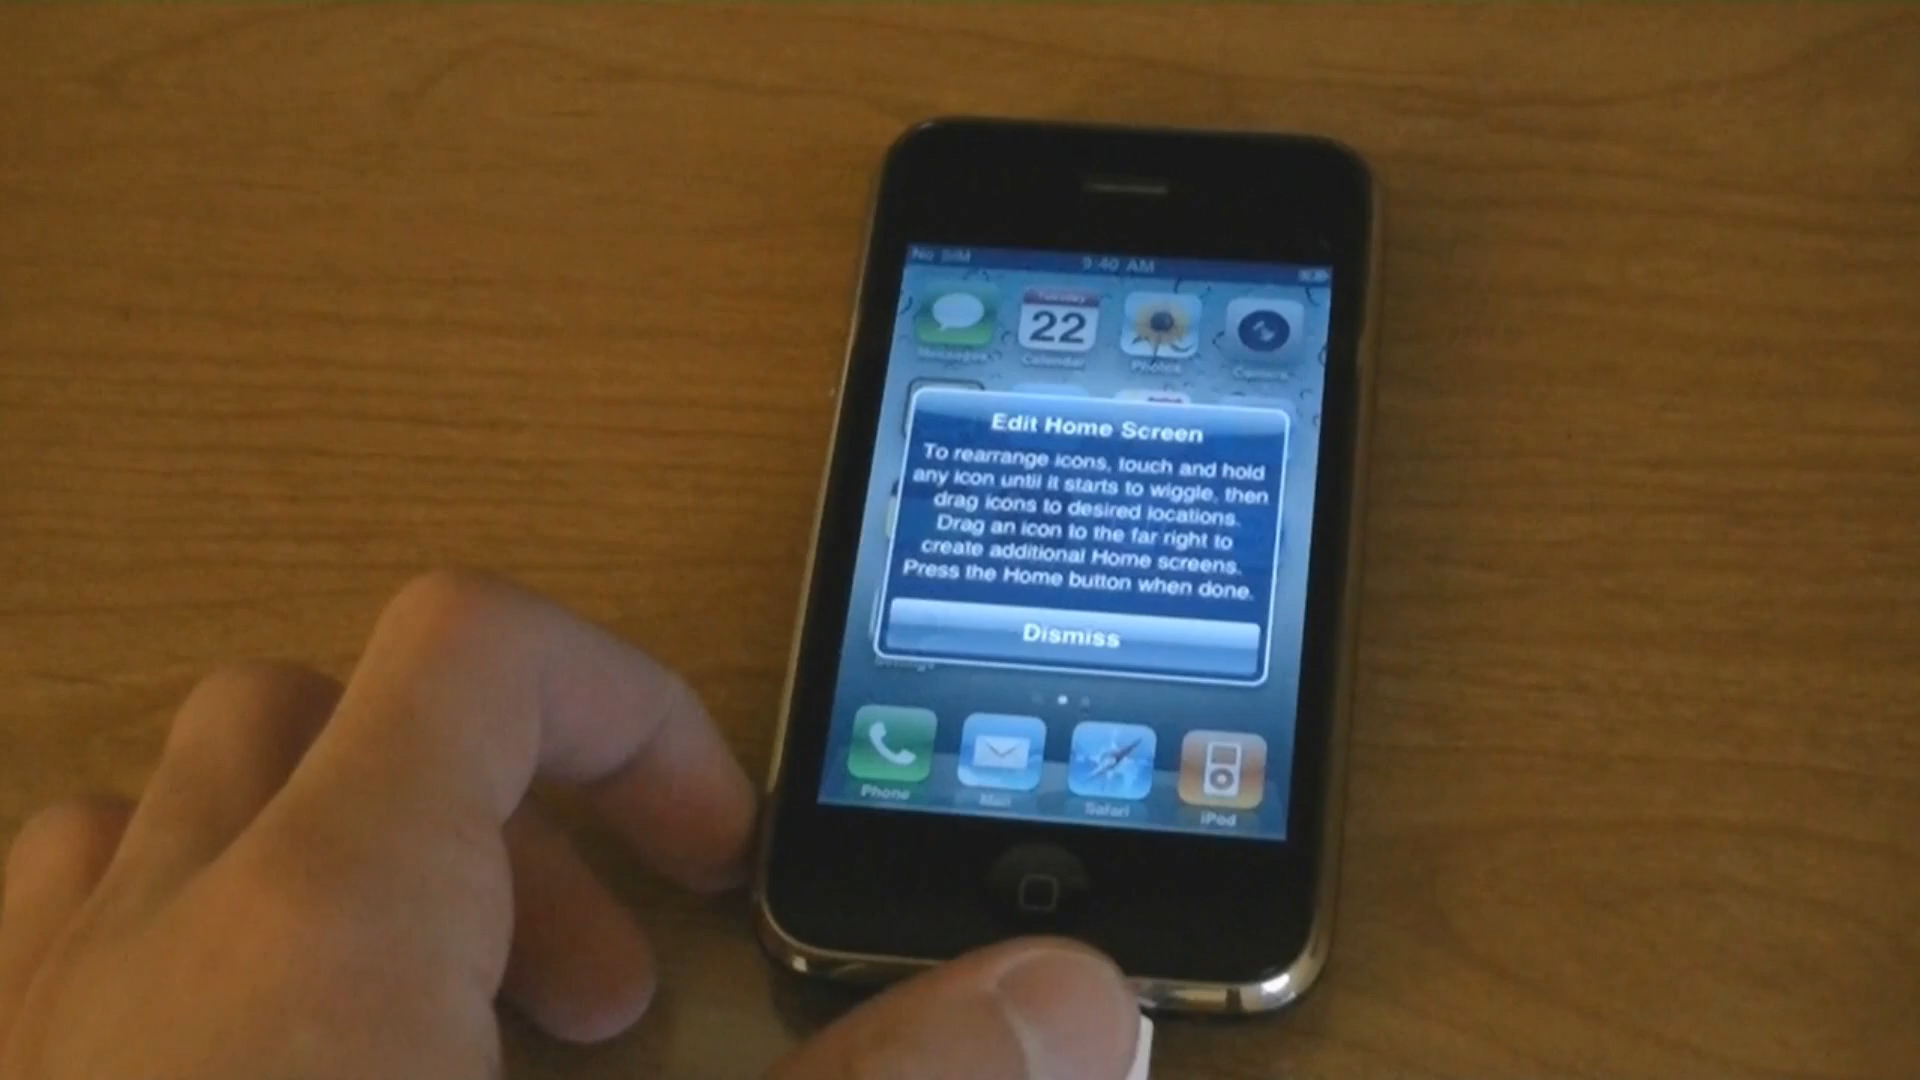 No SIM 9:40 AM
Tuesday
22
Messages Calendar Photos Camera
Edit Home Screen
To rearrange icons, touch and hold
any icon until it starts to wiggle, then
drag icons to desired locations.
Drag an icon to the far right to
create additional Home screens.
Press the Home button when done.
Dismiss
Settings
Phone Mail Safari iPod